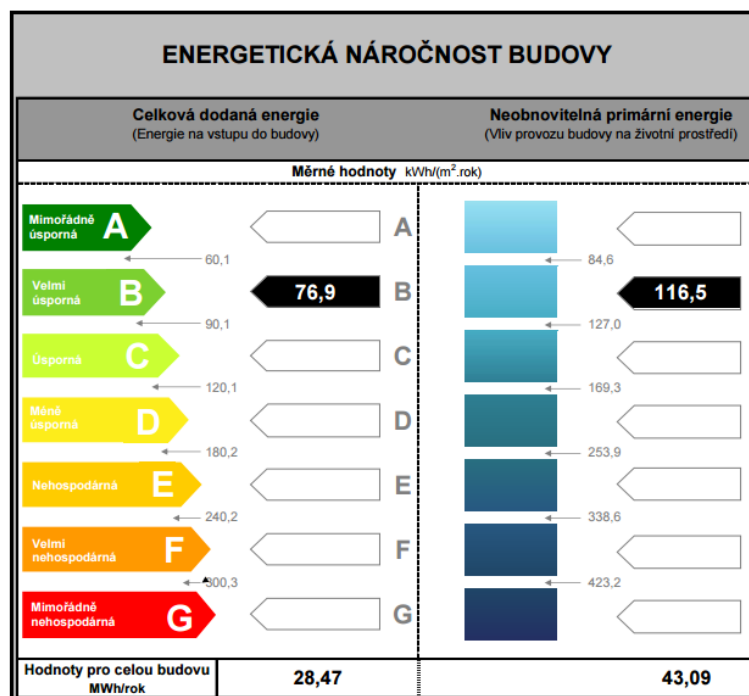 ENERGETICKÁ NÁROČNOST BUDOVY
Celková dodaná energie
(Energie na vstupu do budovy)
Neobnovitelná primární energie
(Vliv provozu budovy na životní prostředí)
Měrné hodnoty kWh/(m².rok)
Mimořádně
úsporná
A
A
60,1
84,6
Velmi
úsporná
B
76,9
B
116,5
90,1
127,0
Úsporná
C
C
120,1
169,3
Méně
úsporná
D
D
180,2
253,9
Nehospodárná
E
E
240,2
338,6
Velmi
nehospodárná
F
F
300,3
423,2
Mimořádně
nehospodárná
G
G
Hodnoty pro celou budovu
MWh/rok
28,47
43,09